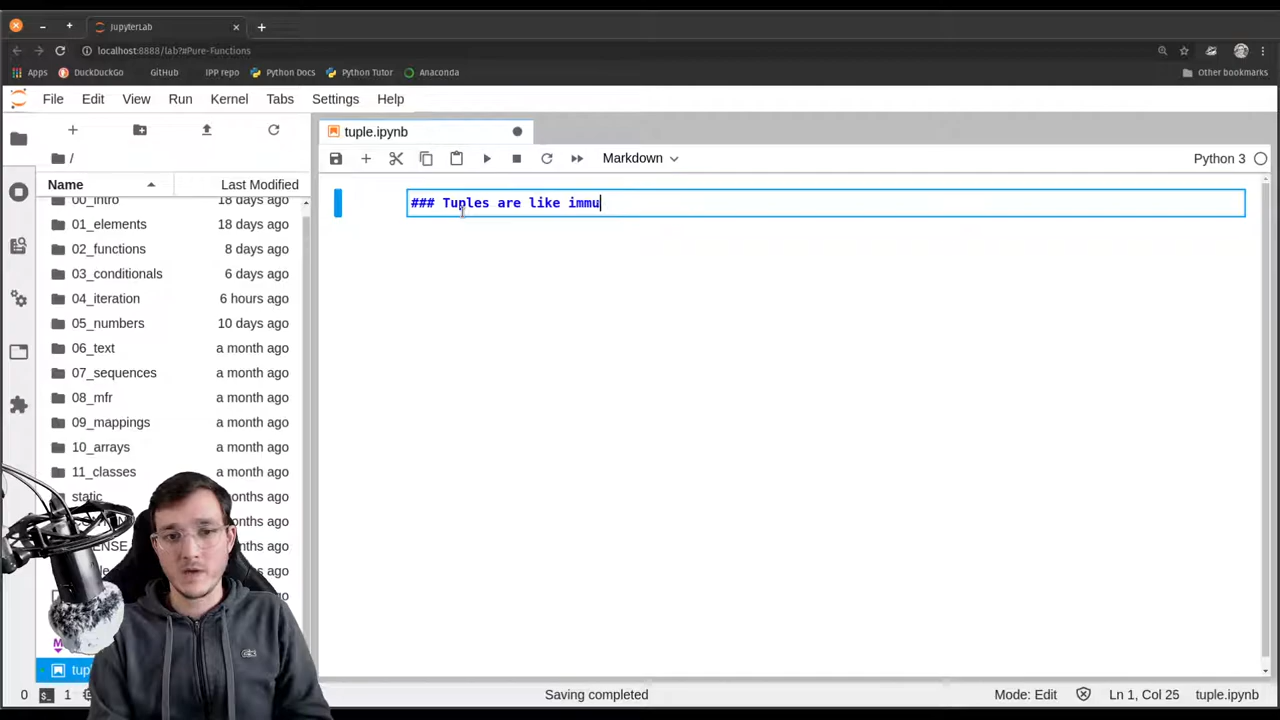 JupyterLab
localhost:8888/lab?#Pure-Functions
Apps DuckDuckGo GitHub IPP repo Python Docs Python Tutor Anaconda Other bookmarks
File Edit View Run Kernel Tabs Settings Help
tuple.ipynb
Markdown Python 3
/
Name Last Modified
00_intro 18 days ago
01_elements 18 days ago
02_functions 8 days ago
03_conditionals 6 days ago
04_iteration 6 hours ago
05_numbers 10 days ago
06_text a month ago
07_sequences a month ago
08_mfr a month ago
09_mappings a month ago
10_arrays a month ago
11_classes a month ago
static
### Tuples are like immu
0 1 Saving completed Mode: Edit Ln 1, Col 25 tuple.ipynb